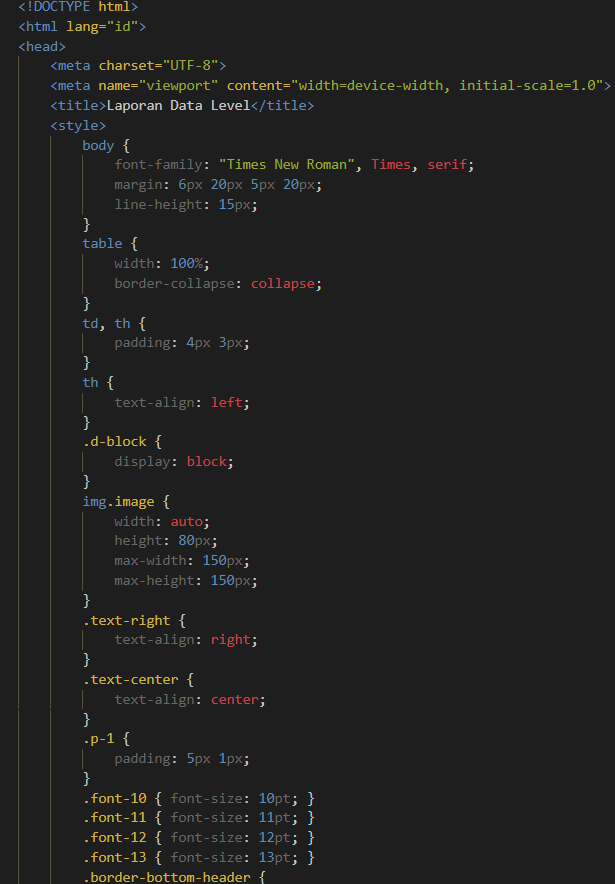 <!DOCTYPE html>
<html lang="id">
<head>
    <meta charset="UTF-8">
    <meta name="viewport" content="width=device-width, initial-scale=1.0">
    <title>Laporan Data Level</title>
    <style>
        body {
            font-family: "Times New Roman", Times, serif;
            margin: 6px 20px 5px 20px;
            line-height: 15px;
        }
        table {
            width: 100%;
            border-collapse: collapse;
        }
        td, th {
            padding: 4px 3px;
        }
        th {
            text-align: left;
        }
        .d-block {
            display: block;
        }
        img.image {
            width: auto;
            height: 80px;
            max-width: 150px;
            max-height: 150px;
        }
        .text-right {
            text-align: right;
        }
        .text-center {
            text-align: center;
        }
        .p-1 {
            padding: 5px 1px;
        }
        .font-10 { font-size: 10pt; }
        .font-11 { font-size: 11pt; }
        .font-12 { font-size: 12pt; }
        .font-13 { font-size: 13pt; }
        .border-bottom-header {